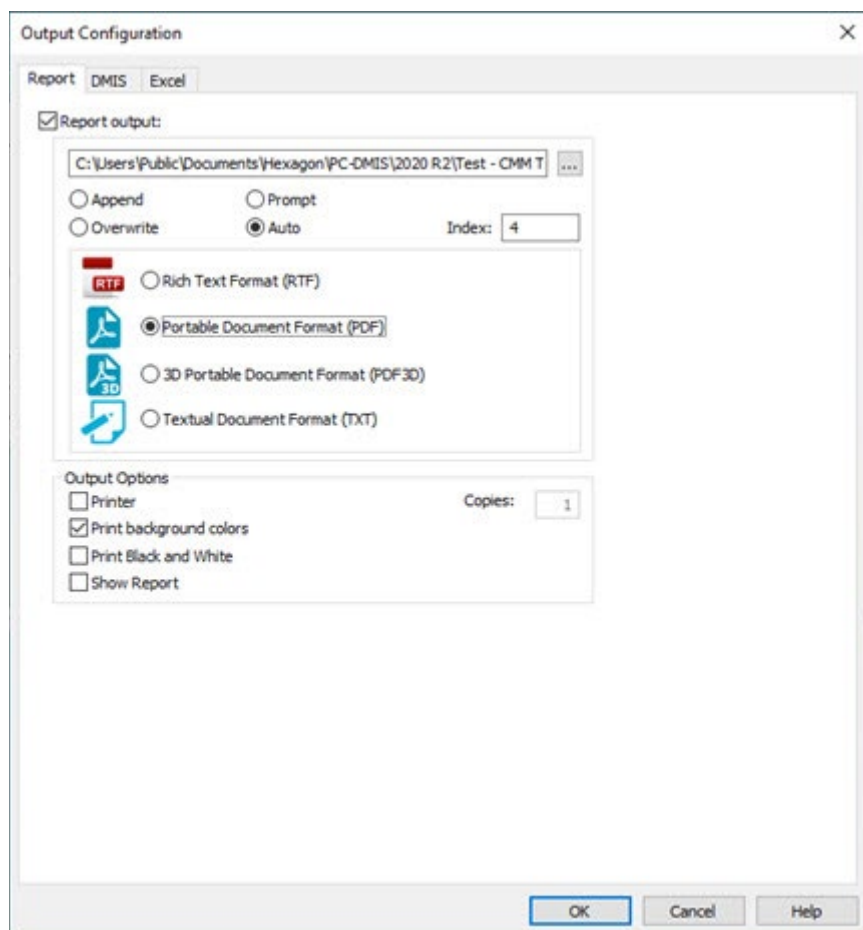 Output Configuration
Report DMIS Excel
Report output:
C:\Users\Public\Documents\Hexagon\PC-DMIS\2020 R2\Test - CMM T ...
Append Prompt
Overwrite Auto Index: 4
RTF Rich Text Format (RTF)
Portable Document Format (PDF)
3D 3D Portable Document Format (PDF3D)
Textual Document Format (TXT)
Output Options
Printer Copies: 1
Print background colors
Print Black and White
Show Report
OK Cancel Help